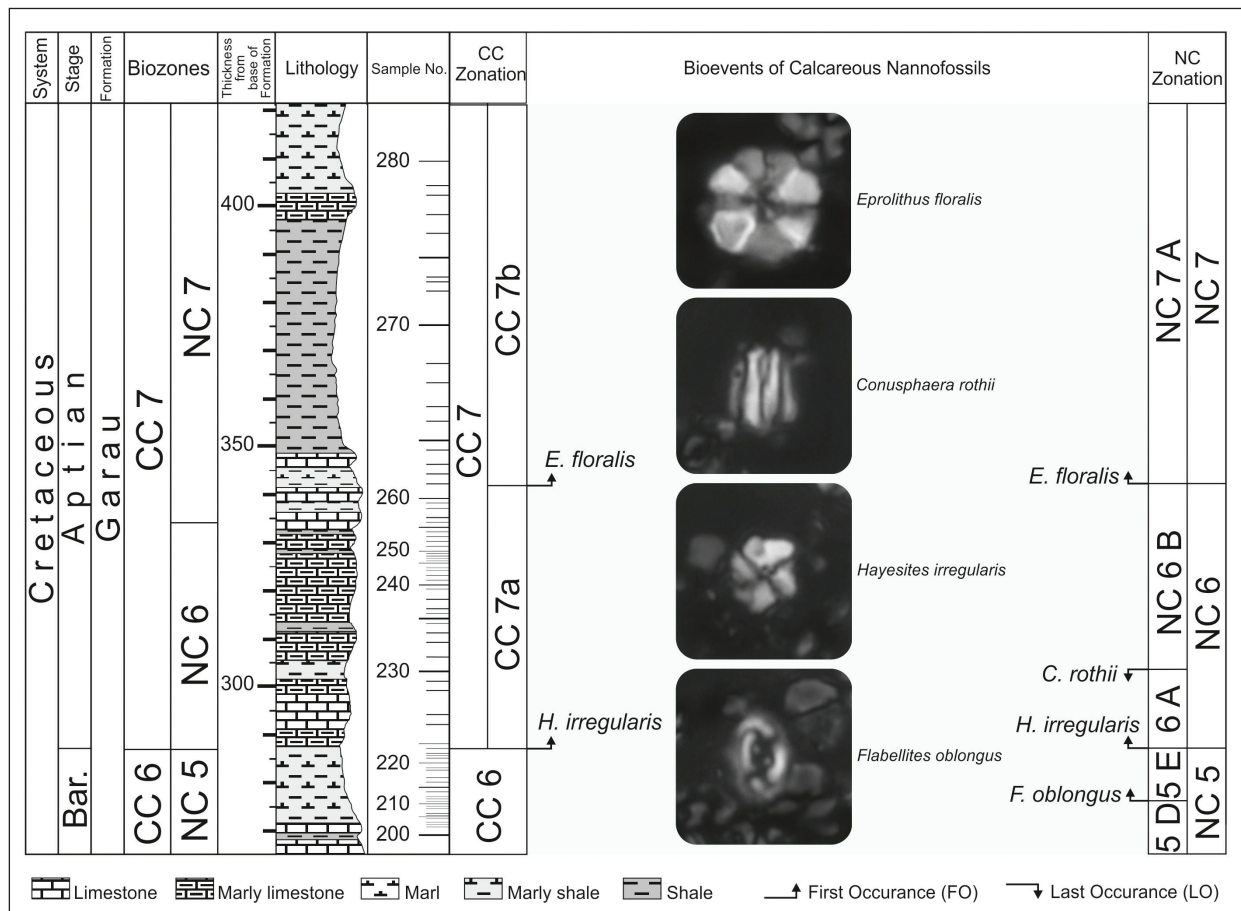 System
Stage
Formation
Biozones
Thickness
from
base of
Formation
Lithology
Sample No.
CC
Zonation
Bioevents of Calcareous Nannofossils
NC
Zonation
Cretaceous
Aptian
Bar.
Garau
CC 7
CC 6
NC 7
NC 6
NC 5
400
350
300
280
270
260
250
240
230
220
210
200
CC 7
CC 6
CC 7b
CC 7a
E. floralis
H. irregularis
Eprolithus floralis
Conusphaera rothii
Hayesites irregularis
Flabellites oblongus
E. floralis
C. rothii
H. irregularis
F. oblongus
NC 7 A
NC 6 B
6 A
5 E
5 D
NC 7
NC 6
NC 5
Limestone
Marly limestone
Marl
Marly shale
Shale
First Occurance (FO)
Last Occurance (LO)